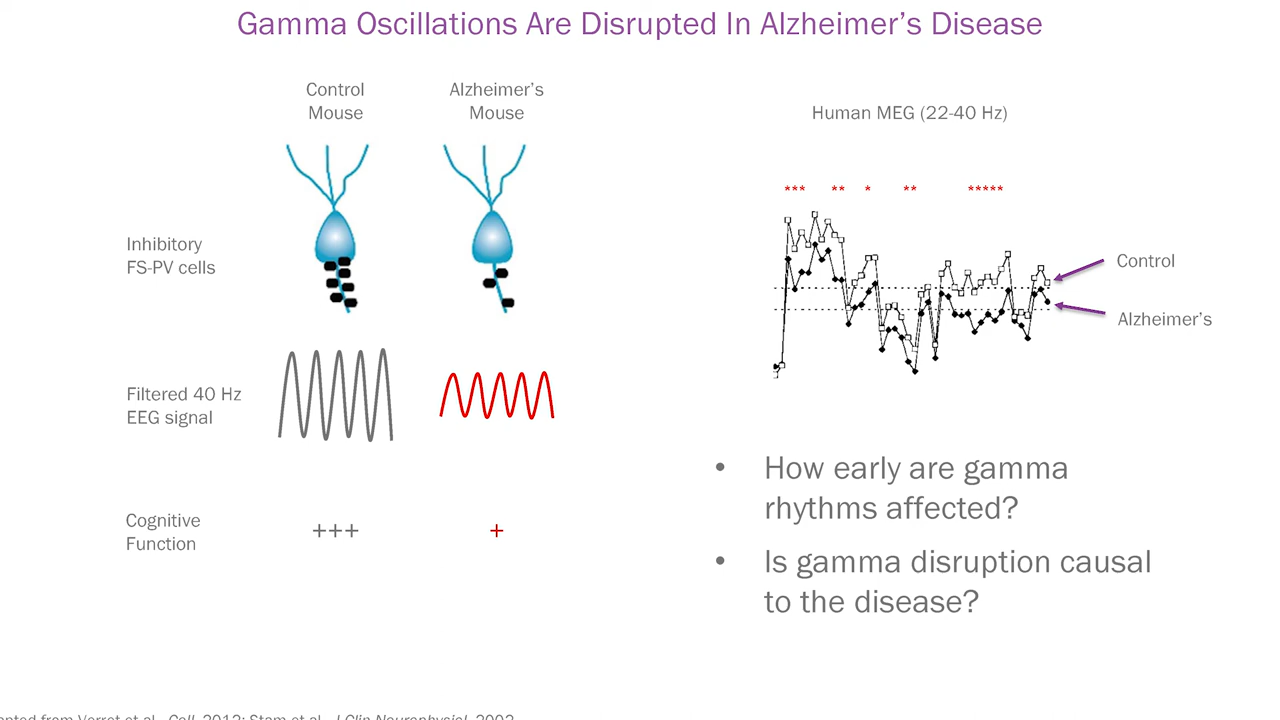 Gamma Oscillations Are Disrupted In Alzheimer’s Disease
Control
Mouse
Alzheimer’s
Mouse
Inhibitory
FS-PV cells
Filtered 40 Hz
EEG signal
Cognitive
Function
+++
+
Human MEG (22-40 Hz)
*** ** * ** *****
Control
Alzheimer’s
• How early are gamma
rhythms affected?
• Is gamma disruption causal
to the disease?
from Verret et al., Cell, 2012; Stam et al., J Clin Neurophysiol, 2002